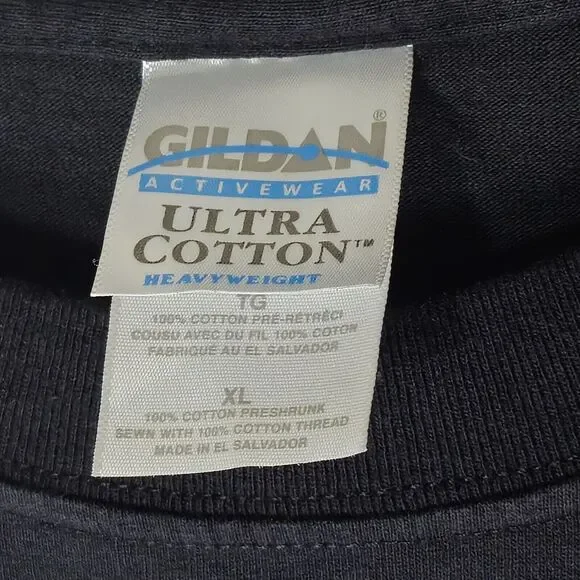 GILDAN®
ACTIVEWEAR
ULTRA
COTTON™
HEAVYWEIGHT
TG
100% COTTON PRÉ-RÉTRÉCI
COUSU AVEC DU FIL 100% COTON
FABRIQUÉ AU EL SALVADOR
XL
100% COTTON PRESHRUNK
SEWN WITH 100% COTTON THREAD
MADE IN EL SALVADOR